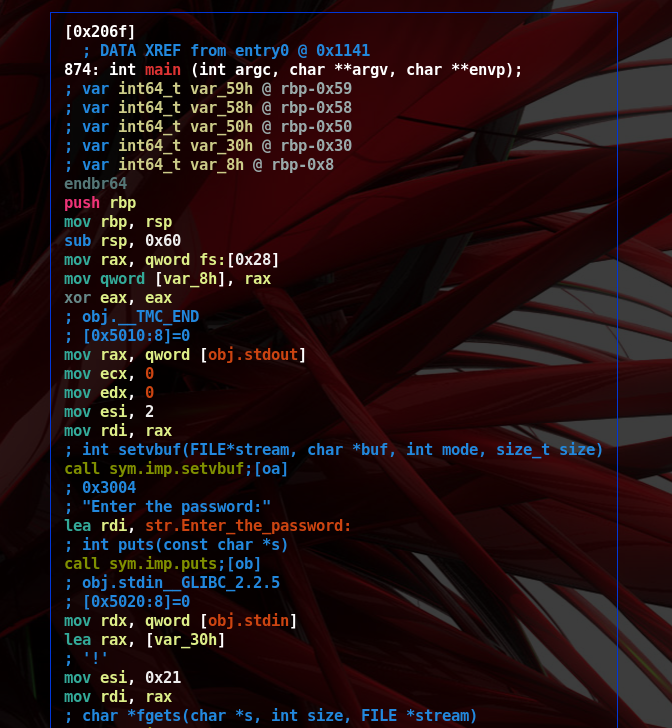 [0x206f]
; DATA XREF from entry0 @ 0x1141
874: int main (int argc, char **argv, char **envp);
; var int64_t var_59h @ rbp-0x59
; var int64_t var_58h @ rbp-0x58
; var int64_t var_50h @ rbp-0x50
; var int64_t var_30h @ rbp-0x30
; var int64_t var_8h @ rbp-0x8
endbr64
push rbp
mov rbp, rsp
sub rsp, 0x60
mov rax, qword fs:[0x28]
mov qword [var_8h], rax
xor eax, eax
; obj.__TMC_END
; [0x5010:8]=0
mov rax, qword [obj.stdout]
mov ecx, 0
mov edx, 0
mov esi, 2
mov rdi, rax
; int setvbuf(FILE*stream, char *buf, int mode, size_t size)
call sym.imp.setvbuf;[oa]
; 0x3004
; "Enter the password:"
lea rdi, str.Enter_the_password:
; int puts(const char *s)
call sym.imp.puts;[ob]
; obj.stdin__GLIBC_2.2.5
; [0x5020:8]=0
mov rdx, qword [obj.stdin]
lea rax, [var_30h]
; '!'
mov esi, 0x21
mov rdi, rax
; char *fgets(char *s, int size, FILE *stream)